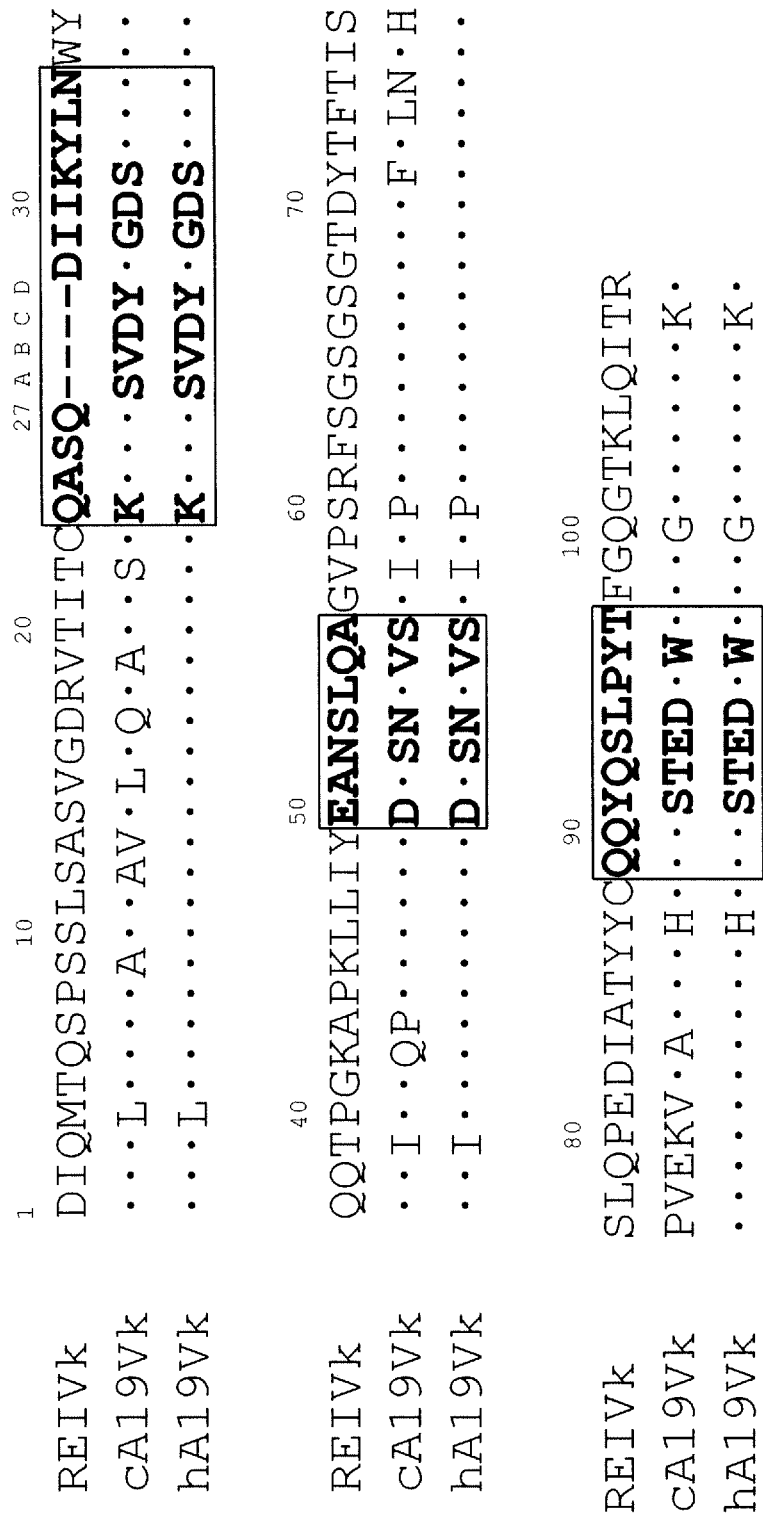 1 10 20 27 A B C D 30
REIVk DIQMTQSPSSLSASVGDRVTITCQASQ----DIIKYLNWY
cA19Vk ···L····A··AV·L·Q·A··S·K···SVDY·GDS·····
hA19Vk ···L···················K···SVDY·GDS·····
40 50 60 70
REIVk QQTPGKAPKLLIYEANSLQAGVPSRFSGSGSGTDYTFTIS
cA19Vk ··I··QP······D·SN·VS·I·P··········F·LN·H
hA19Vk ··I··········D·SN·VS·I·P················
80 90 100
REIVk SLQPEDIATYYCQQYQSLPYTFGQGTKLQITR
cA19Vk PVEKV·A···H···STED·W···G······K·
hA19Vk ··········H···STED·W···G······K·